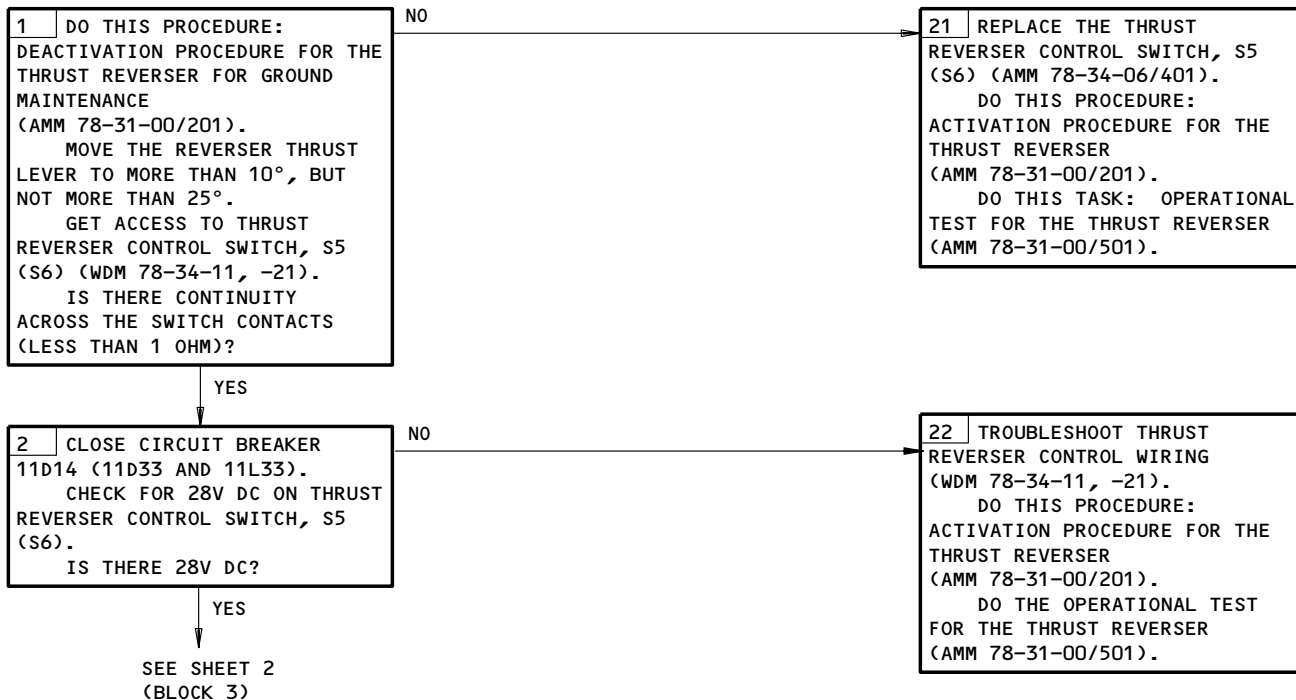 1 DO THIS PROCEDURE:
DEACTIVATION PROCEDURE FOR THE
THRUST REVERSER FOR GROUND
MAINTENANCE
(AMM 78-31-00/201).
MOVE THE REVERSER THRUST
LEVER TO MORE THAN 10°, BUT
NOT MORE THAN 25°.
GET ACCESS TO THRUST
REVERSER CONTROL SWITCH, S5
(S6) (WDM 78-34-11, -21).
IS THERE CONTINUITY
ACROSS THE SWITCH CONTACTS
(LESS THAN 1 OHM)?
NO
21 REPLACE THE THRUST
REVERSER CONTROL SWITCH, S5
(S6) (AMM 78-34-06/401).
DO THIS PROCEDURE:
ACTIVATION PROCEDURE FOR THE
THRUST REVERSER
(AMM 78-31-00/201).
DO THIS TASK: OPERATIONAL
TEST FOR THE THRUST REVERSER
(AMM 78-31-00/501).
YES
2 CLOSE CIRCUIT BREAKER
11D14 (11D33 AND 11L33).
CHECK FOR 28V DC ON THRUST
REVERSER CONTROL SWITCH, S5
(S6).
IS THERE 28V DC?
NO
22 TROUBLESHOOT THRUST
REVERSER CONTROL WIRING
(WDM 78-34-11, -21).
DO THIS PROCEDURE:
ACTIVATION PROCEDURE FOR THE
THRUST REVERSER
(AMM 78-31-00/201).
DO THE OPERATIONAL TEST
FOR THE THRUST REVERSER
(AMM 78-31-00/501).
YES
SEE SHEET 2
(BLOCK 3)